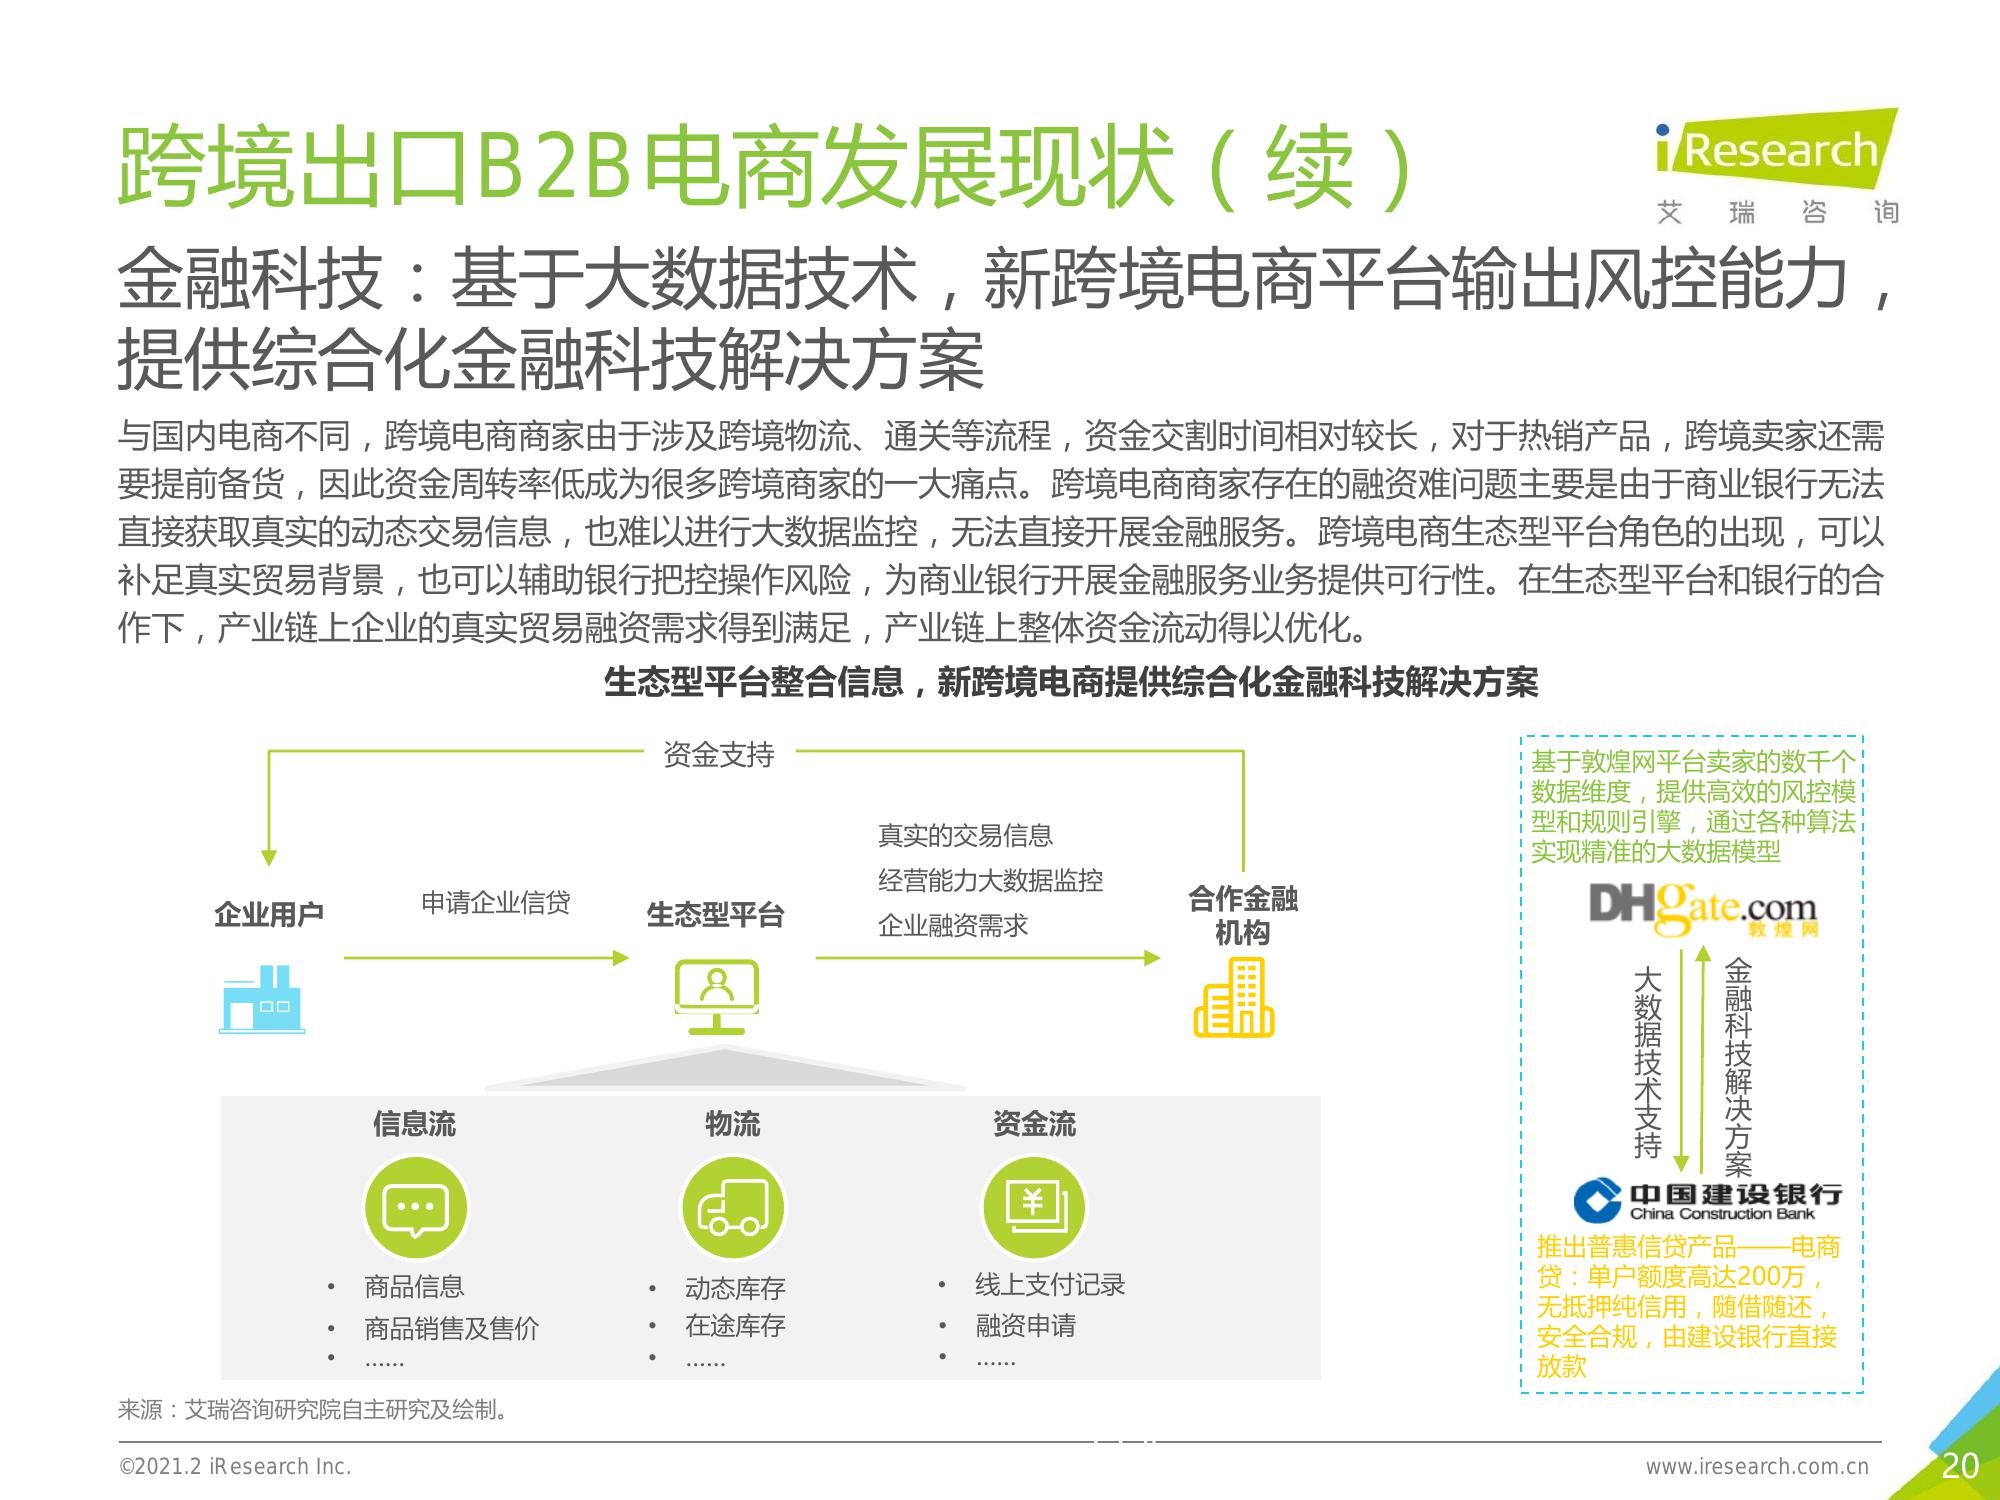 跨境出口B2B电商发展现状（续）
iResearch
艾瑞咨询
金融科技：基于大数据技术，新跨境电商平台输出风控能力，
提供综合化金融科技解决方案
与国内电商不同，跨境电商商家由于涉及跨境物流、通关等流程，资金交割时间相对较长，对于热销产品，跨境卖家还需
要提前备货，因此资金周转率低成为很多跨境商家的一大痛点。跨境电商商家存在的融资难问题主要是由于商业银行无法
直接获取真实的动态交易信息，也难以进行大数据监控，无法直接开展金融服务。跨境电商生态型平台角色的出现，可以
补足真实贸易背景，也可以辅助银行把控操作风险，为商业银行开展金融服务业务提供可行性。在生态型平台和银行的合
作下，产业链上企业的真实贸易融资需求得到满足，产业链上整体资金流动得以优化。
生态型平台整合信息，新跨境电商提供综合化金融科技解决方案
资金支持
企业用户
申请企业信贷
生态型平台
真实的交易信息
经营能力大数据监控
企业融资需求
合作金融
机构
信息流
• 商品信息
• 商品销售及售价
• ……
物流
• 动态库存
• 在途库存
• ……
资金流
¥
• 线上支付记录
• 融资申请
• ……
基于敦煌网平台卖家的数千个
数据维度，提供高效的风控模
型和规则引擎，通过各种算法
实现精准的大数据模型
DHgate.com
敦煌网
大数据技术支持
金融科技解决方案
中国建设银行
China Construction Bank
推出普惠信贷产品——电商
贷：单户额度高达200万，
无抵押纯信用，随借随还，
安全合规，由建设银行直接
放款
来源：艾瑞咨询研究院自主研究及绘制。
©2021.2 iResearch Inc.
www.iresearch.com.cn
20